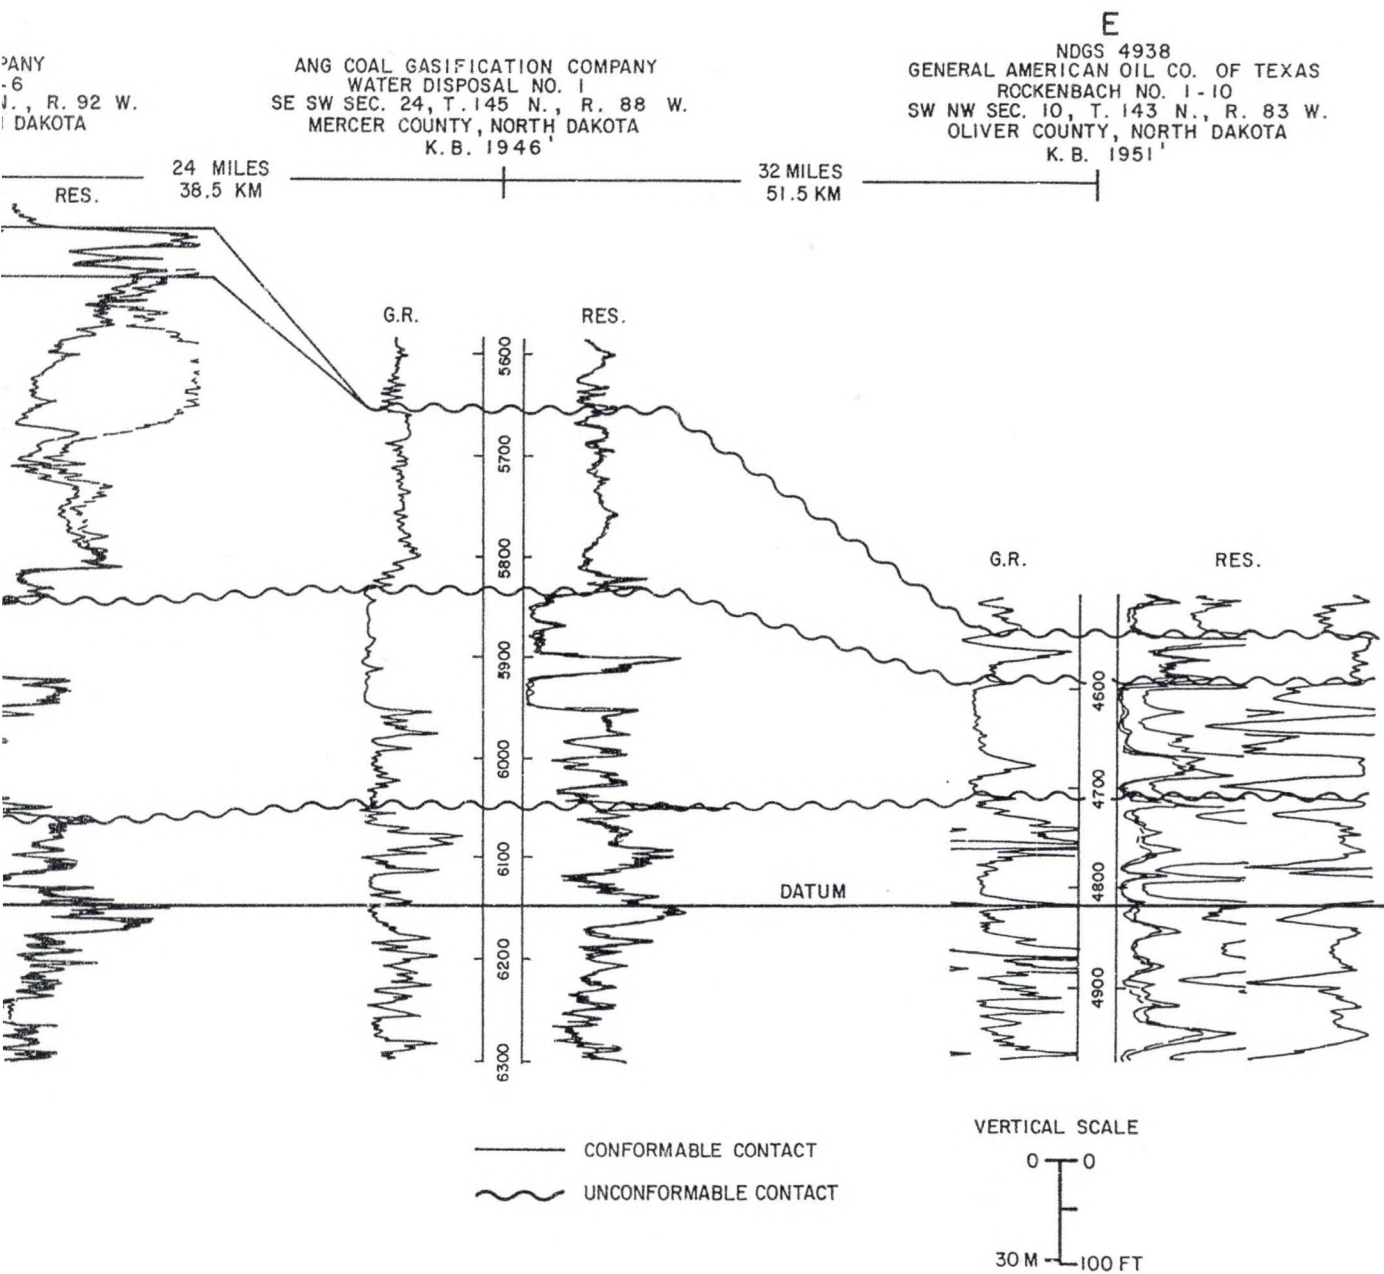 E
NDGS 4938
GENERAL AMERICAN OIL CO. OF TEXAS
ROCKENBACH NO. 1-10
SW NW SEC. 10, T. 143 N., R. 83 W.
OLIVER COUNTY, NORTH DAKOTA
K.B. 1951'
ANG COAL GASIFICATION COMPANY
WATER DISPOSAL NO. 1
SE SW SEC. 24, T. 145 N., R. 88 W.
MERCER COUNTY, NORTH DAKOTA
K.B. 1946'
PANY
-6
N., R. 92 W.
DAKOTA
24 MILES
38.5 KM
32 MILES
51.5 KM
RES.
G.R.
RES.
G.R.
RES.
5600
5700
5800
5900
6000
6100
6200
6300
4600
4700
4800
4900
DATUM
CONFORMABLE CONTACT
UNCONFORMABLE CONTACT
VERTICAL SCALE
0 0
30 M 100 FT